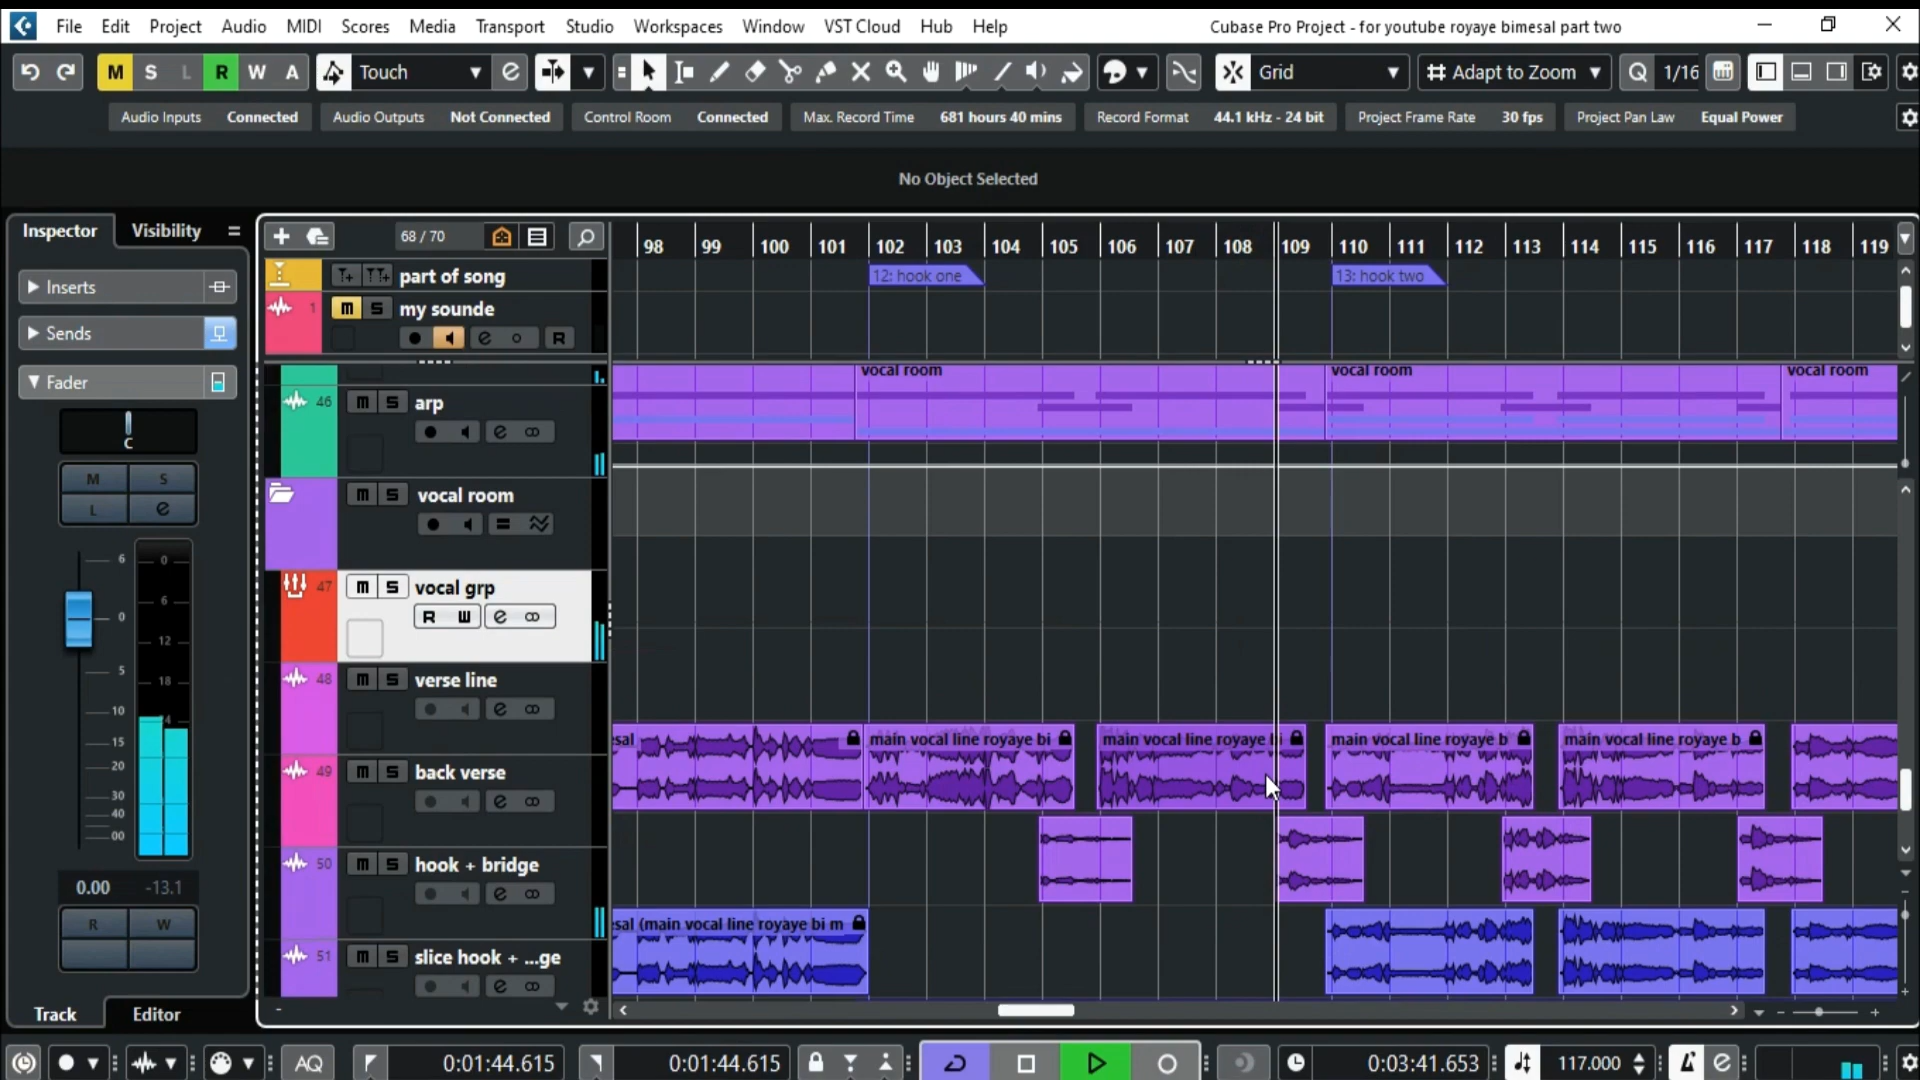 File Edit Project Audio MIDI Scores Media Transport Studio Workspaces Window VST Cloud Hub Help Cubase Pro Project - for youtube royaye bimesal part two
M S L R W A Touch Grid Adapt to Zoom Q 1/16
Audio Inputs Connected Audio Outputs Not Connected Control Room Connected Max. Record Time 681 hours 40 mins Record Format 44.1 kHz - 24 bit Project Frame Rate 30 fps Project Pan Law Equal Power
No Object Selected
Inspector Visibility 68 / 70 98 99 100 101 102 103 104 105 106 107 108 109 110 111 112 113 114 115 116 117 118 119
Inserts part of song 12: hook one 13: hook two
1 m S my sounde
Sends R
Fader vocal room vocal room vocal room
46 m S arp
C
M S
L e
m S vocal room
6 0
47 m S vocal grp
6
0 R W
12
5 18
48 m S verse line
10
15 sal main vocal line royaye bi main vocal line royaye bi main vocal line royaye b main vocal line royaye b
20
49 m S back verse
30
40
00
50 m S hook + bridge
0.00 -13.1
R W sal (main vocal line royaye bi m
51 m S slice hook + ...ge
Track Editor
AQ 0:01:44.615 0:01:44.615 0:03:41.653 117.000